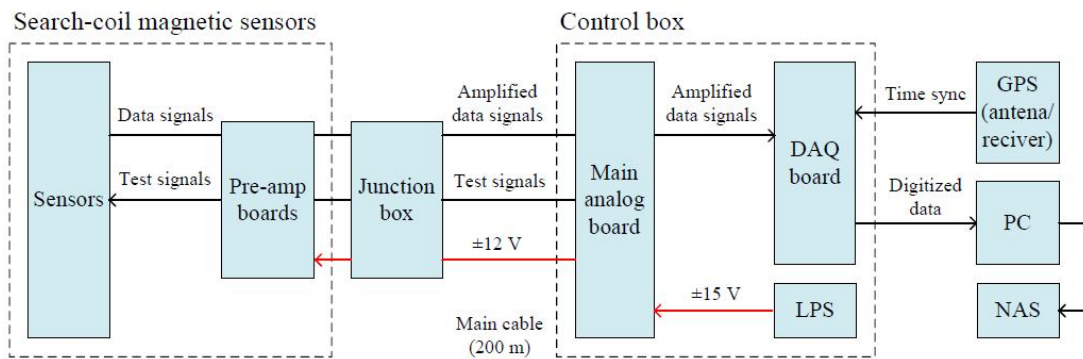 Search-coil magnetic sensors
Control box
Sensors
Data signals
Test signals
Pre-amp
boards
Junction
box
Amplified
data signals
Test signals
±12 V
Main cable
(200 m)
Main
analog
board
Amplified
data signals
±15 V
DAQ
board
LPS
Time sync
Digitized
data
GPS
(antena/
reciver)
PC
NAS